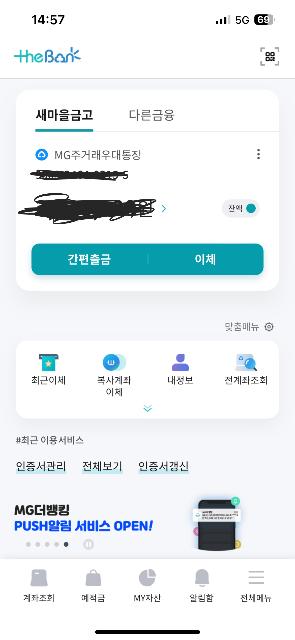 14:57
5G 69
theBank
새마을금고 다른금융
MG주거래우대통장
잔액
간편출금 이체
맞춤메뉴
최근이체 복사계좌 이체 내정보 전계좌조회
#최근 이용서비스
인증서관리 전체보기 인증서갱신
MG더뱅킹
PUSH알림 서비스 OPEN!
계좌조회 예적금 MY자산 알림함 전체메뉴